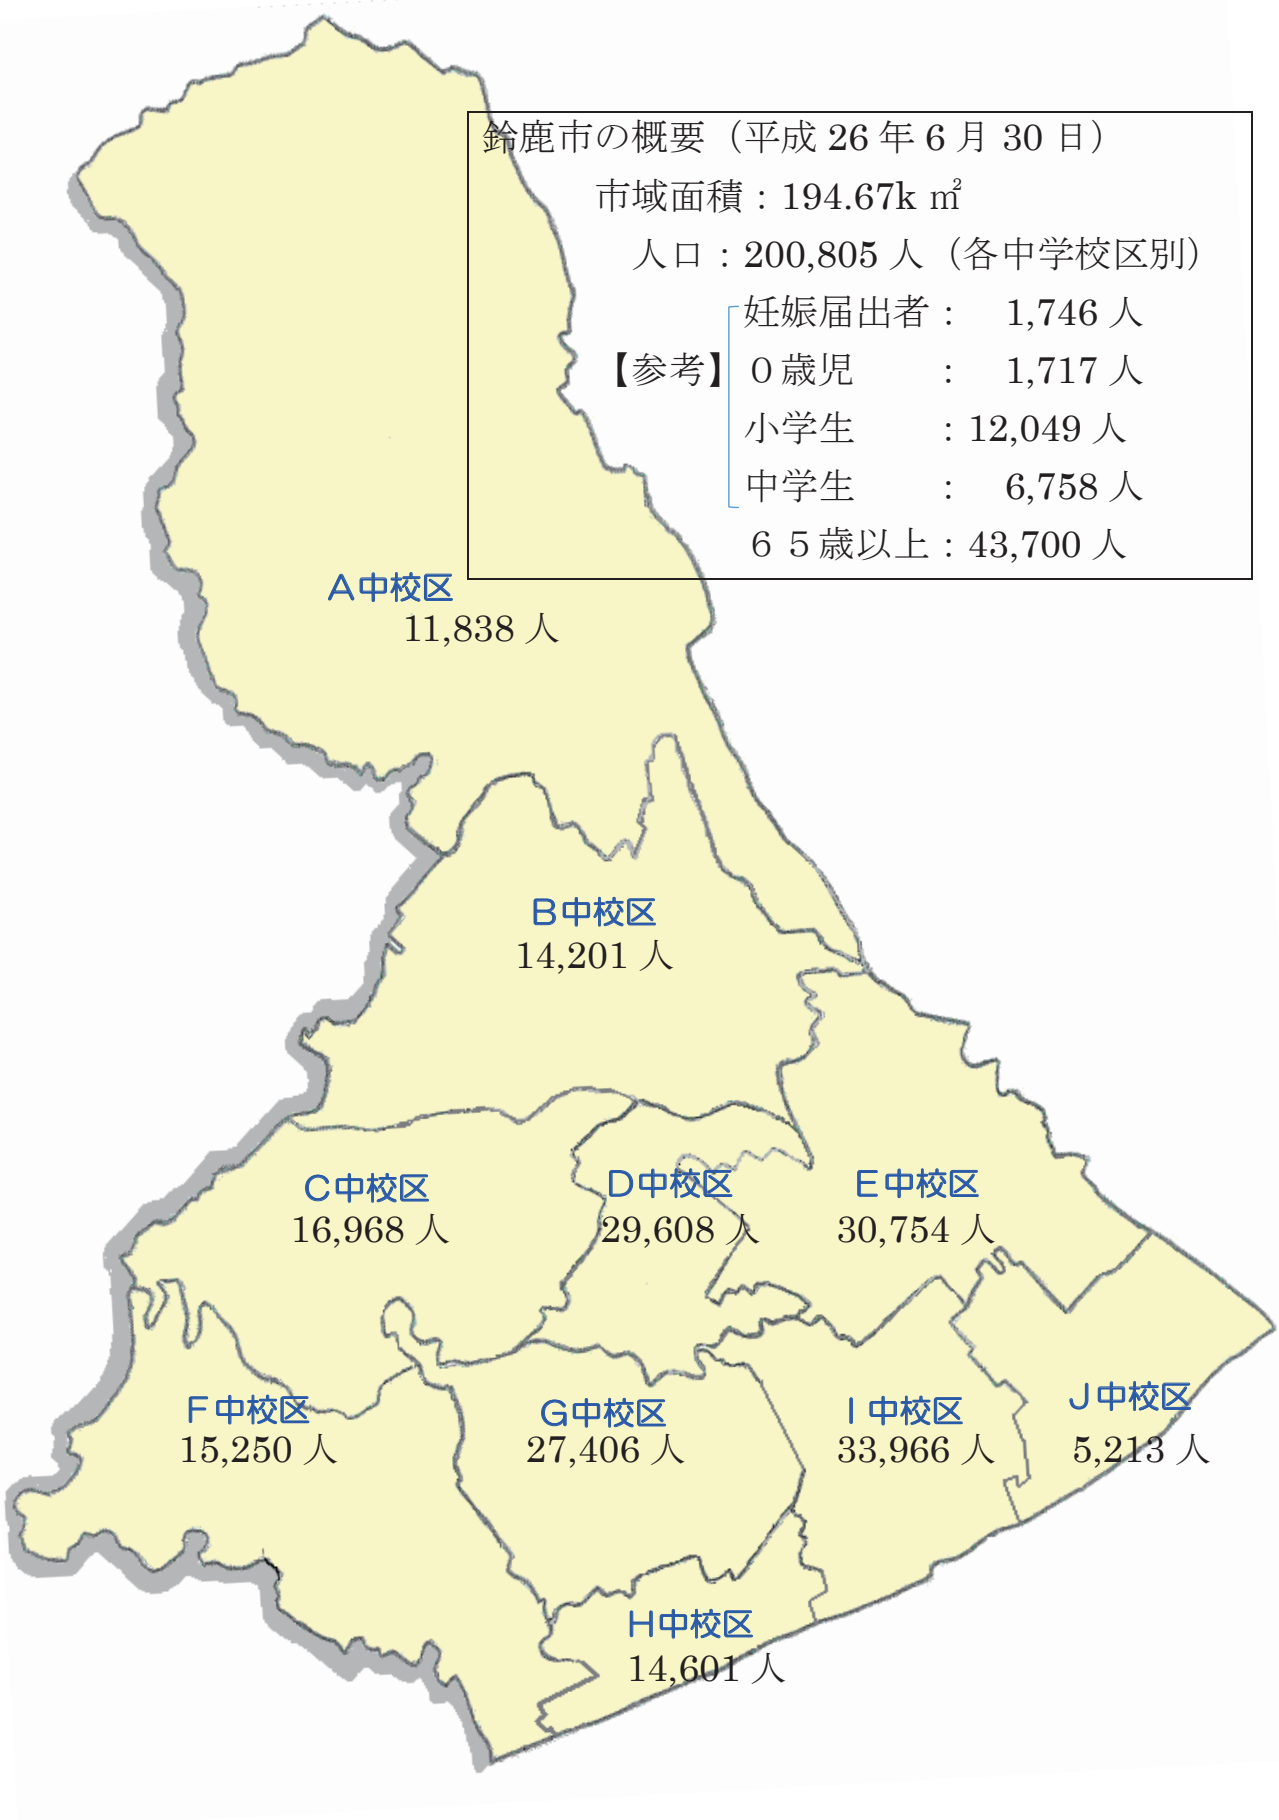 鈴鹿市の概要（平成 26 年 6 月 30 日）
市域面積：194.67k ㎡
人口：200,805 人（各中学校区別）
妊娠届出者： 1,746 人
【参考】 ０歳児 ： 1,717 人
小学生 ：12,049 人
中学生 ： 6,758 人
６５歳以上：43,700 人
A中校区
11,838 人
B中校区
14,201 人
C中校区
16,968 人
D中校区
29,608 人
E中校区
30,754 人
F中校区
15,250 人
G中校区
27,406 人
I中校区
33,966 人
J中校区
5,213 人
H中校区
14,601 人